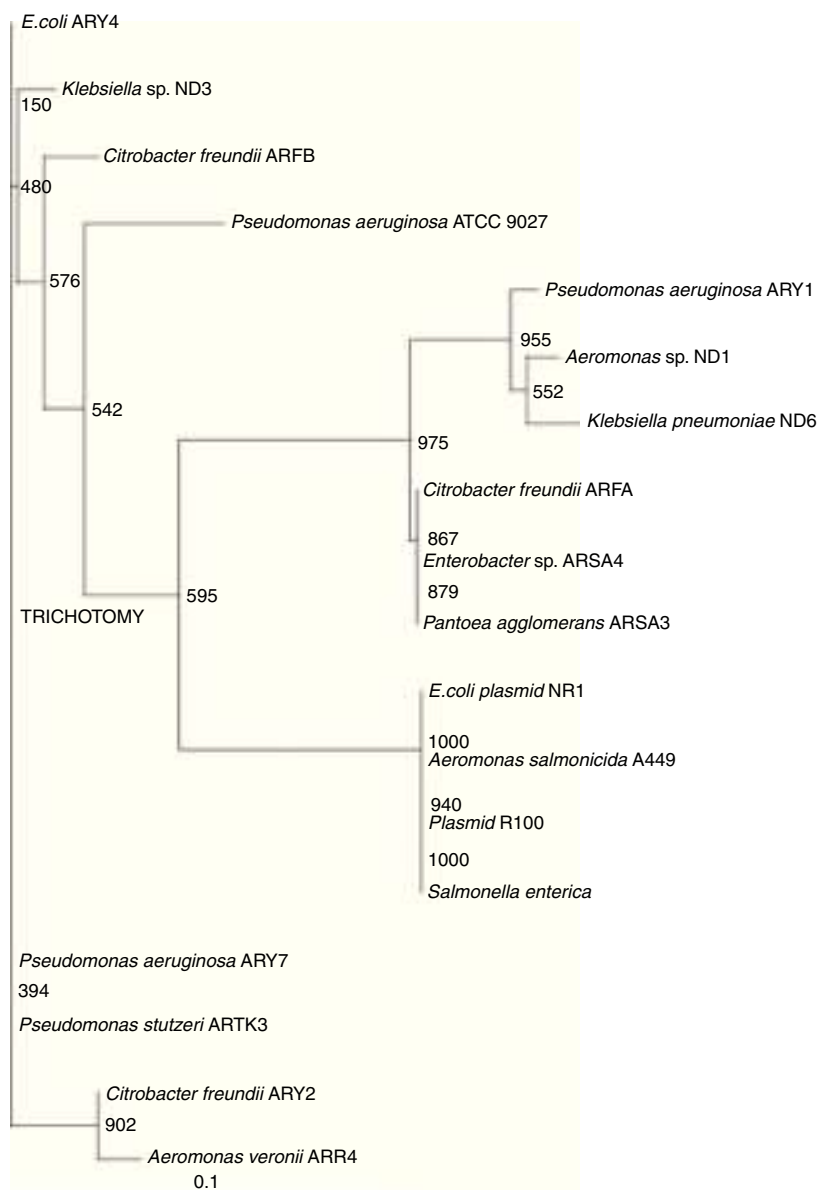 E.coli ARY4
Klebsiella sp. ND3
150
Citrobacter freundii ARFB
480
Pseudomonas aeruginosa ATCC 9027
576
Pseudomonas aeruginosa ARY1
955
Aeromonas sp. ND1
552
542
Klebsiella pneumoniae ND6
975
Citrobacter freundii ARFA
867
Enterobacter sp. ARSA4
879
595
TRICHOTOMY
Pantoea agglomerans ARSA3
E.coli plasmid NR1
1000
Aeromonas salmonicida A449
940
Plasmid R100
1000
Salmonella enterica
Pseudomonas aeruginosa ARY7
394
Pseudomonas stutzeri ARTK3
Citrobacter freundii ARY2
902
Aeromonas veronii ARR4
0.1